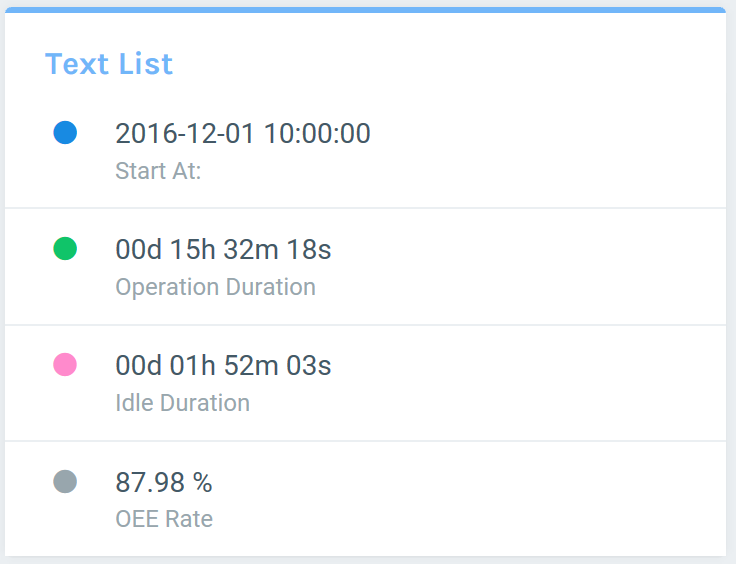 Text List
2016-12-01 10:00:00
Start At:
00d 15h 32m 18s
Operation Duration
00d 01h 52m 03s
Idle Duration
87.98 %
OEE Rate